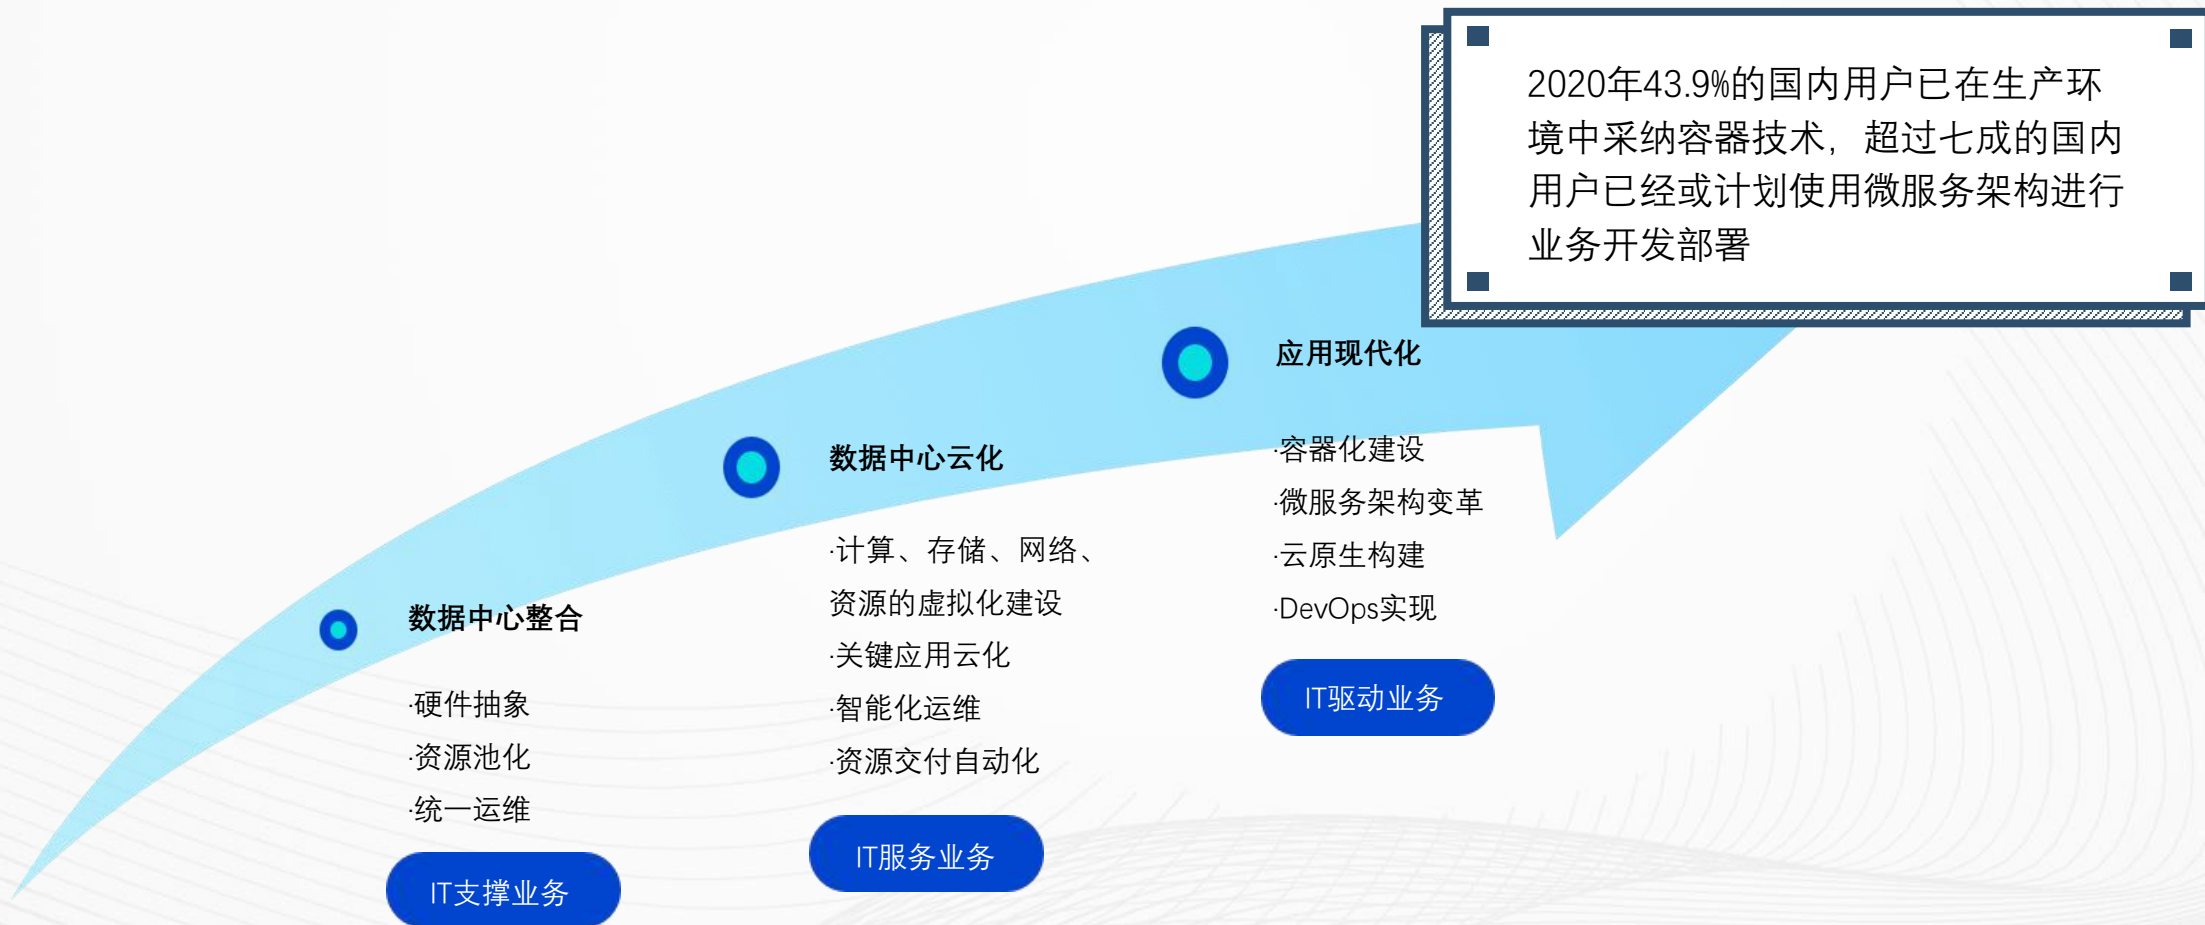 2020年43.9%的国内用户已在生产环
境中采纳容器技术，超过七成的国内
用户已经或计划使用微服务架构进行
业务开发部署
数据中心整合
·硬件抽象
·资源池化
·统一运维
IT支撑业务
数据中心云化
·计算、存储、网络、
资源的虚拟化建设
·关键应用云化
·智能化运维
·资源交付自动化
IT服务业务
应用现代化
·容器化建设
·微服务架构变革
·云原生构建
·DevOps实现
IT驱动业务